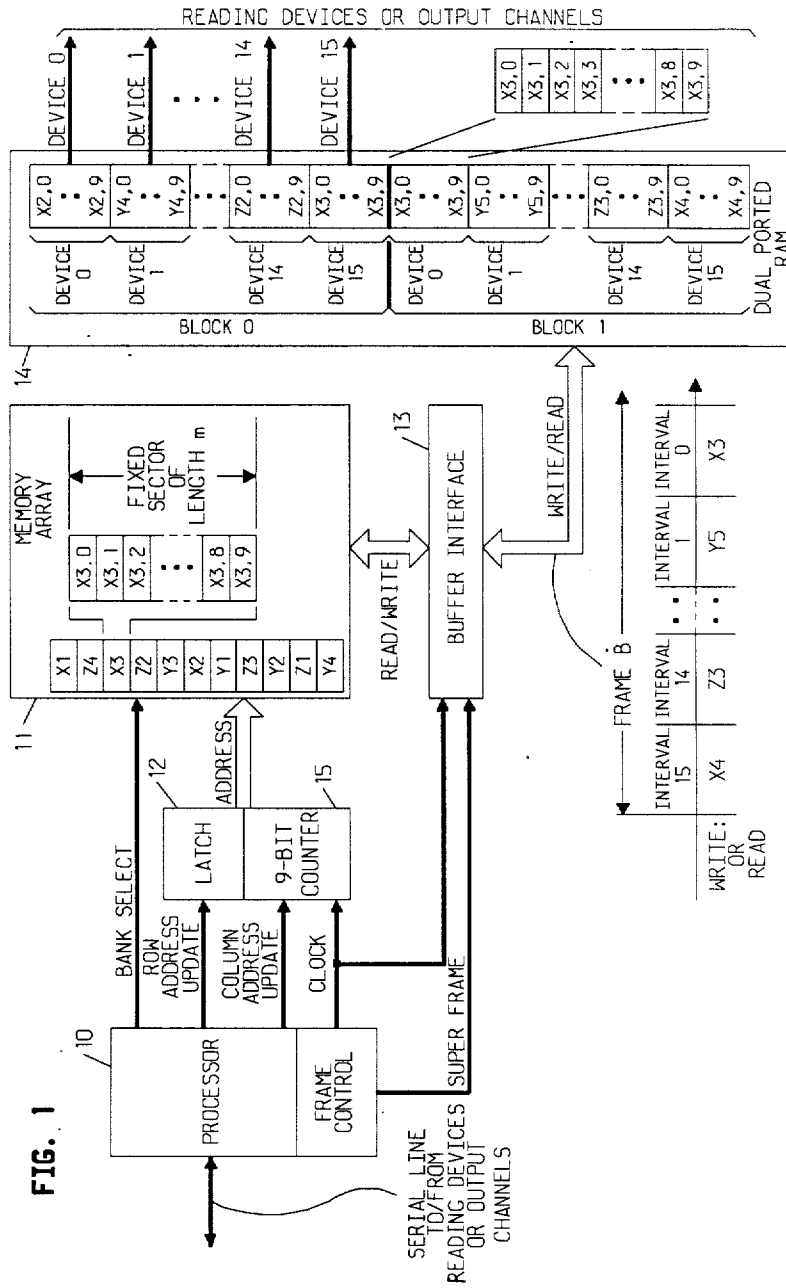 FIG. 1
SERIAL LINE
TO/FROM
READING DEVICES
OR OUTPUT
CHANNELS
10
PROCESSOR
FRAME
CONTROL
BANK SELECT
ROW
ADDRESS
UPDATE
COLUMN
ADDRESS
UPDATE
CLOCK
SUPER FRAME
12
LATCH
9-BIT
COUNTER
15
ADDRESS
11
MEMORY
ARRAY
X1
Z4
X3
Z2
Y3
X2
Y1
Z3
Y2
Z1
Y4
X3,0
X3,1
X3,2
X3,8
X3,9
FIXED
SECTOR
OF
LENGTH m
READ/WRITE
13
BUFFER INTERFACE
WRITE/READ
FRAME B
INTERVAL
15
INTERVAL
14
INTERVAL
1
INTERVAL
0
WRITE:
OR
READ
X4
Z3
Y5
X3
14
BLOCK 0
BLOCK 1
DEVICE
0
DEVICE
1
DEVICE
14
DEVICE
15
DEVICE
0
DEVICE
1
DEVICE
14
DEVICE
15
DUAL PORTED
RAM
X2,0
X2,9
Y4,0
Y4,9
Z2,0
Z2,9
X3,0
X3,9
X3,0
X3,9
Y5,0
Y5,9
Z3,0
Z3,9
X4,0
X4,9
DEVICE 0
DEVICE 1
DEVICE 14
DEVICE 15
READING DEVICES OR OUTPUT CHANNELS
X3,0
X3,1
X3,2
X3,3
X3,8
X3,9